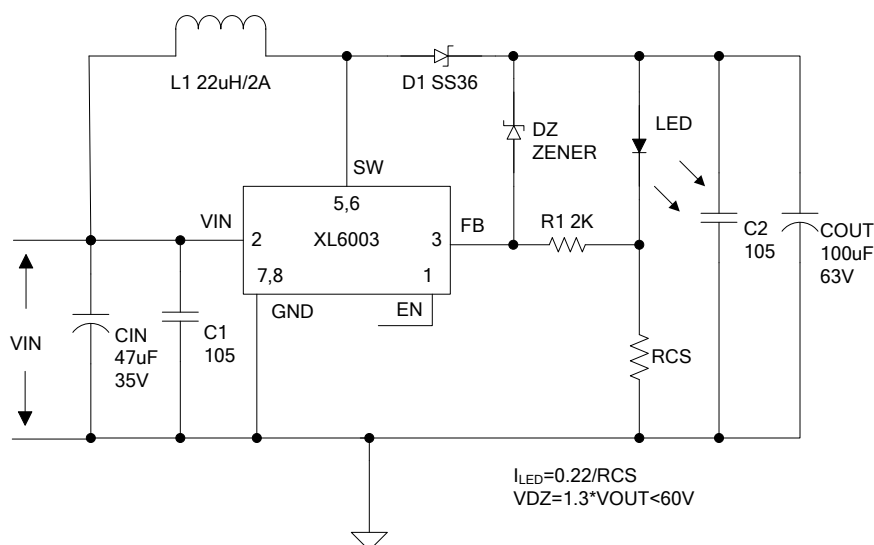 L1 22uH/2A
D1 SS36
DZ
ZENER
LED
SW
5,6
VIN
2
XL6003
3
FB
R1 2K
7,8
1
GND
EN
C2
105
COUT
100uF
63V
VIN
CIN
47uF
35V
C1
105
RCS
ILED=0.22/RCS
VDZ=1.3*VOUT<60V